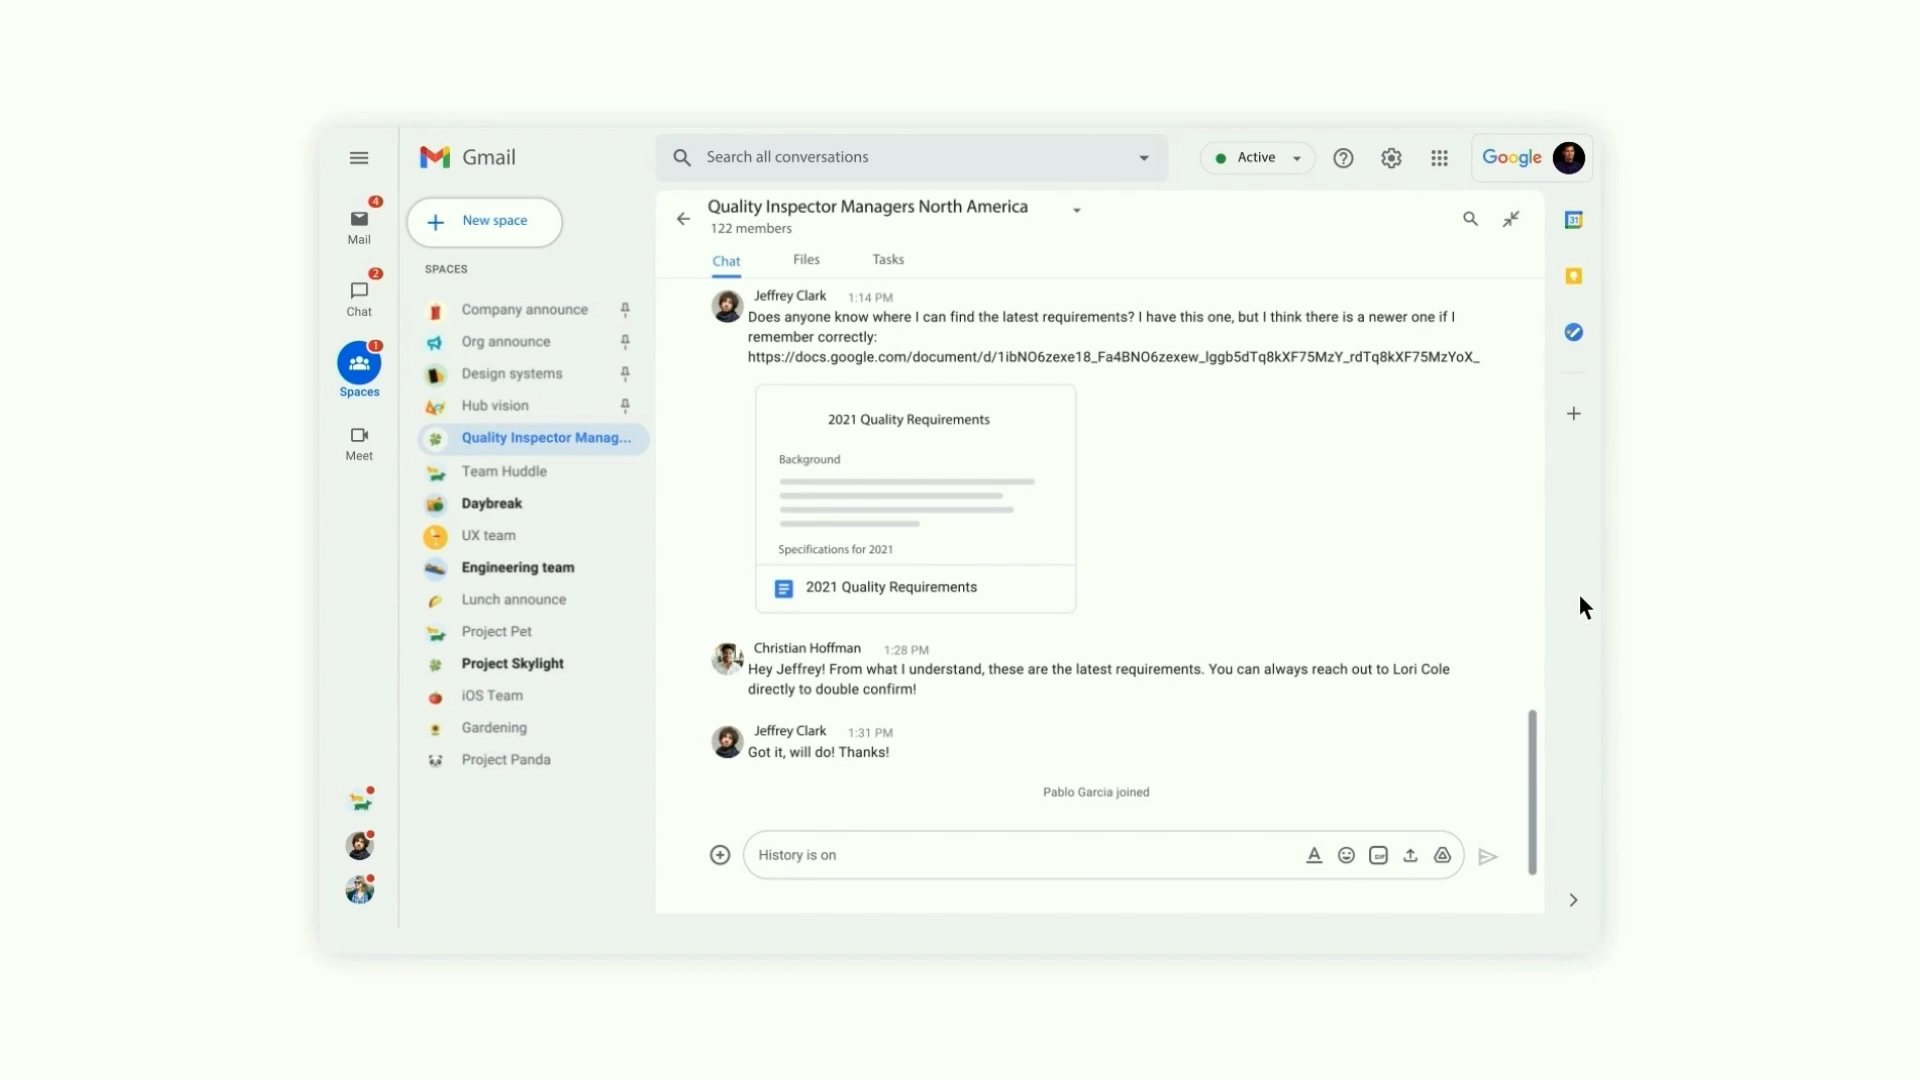 Gmail
Search all conversations
Active
Google
4
Mail
2
Chat
1
Spaces
Meet
New space
SPACES
Company announce
Org announce
Design systems
Hub vision
Quality Inspector Manag...
Team Huddle
Daybreak
UX team
Engineering team
Lunch announce
Project Pet
Project Skylight
iOS Team
Gardening
Project Panda
Quality Inspector Managers North America
122 members
Chat Files Tasks
Jeffrey Clark 1:14 PM
Does anyone know where I can find the latest requirements? I have this one, but I think there is a newer one if I
remember correctly:
https://docs.google.com/document/d/1ibNO6zexe18_Fa4BNO6zexew_Iggb5dTq8kXF75MzY_rdTq8kXF75MzYoX_
2021 Quality Requirements
Background
Specifications for 2021
2021 Quality Requirements
Christian Hoffman 1:28 PM
Hey Jeffrey! From what I understand, these are the latest requirements. You can always reach out to Lori Cole
directly to double confirm!
Jeffrey Clark 1:31 PM
Got it, will do! Thanks!
Pablo Garcia joined
History is on
GIF
31